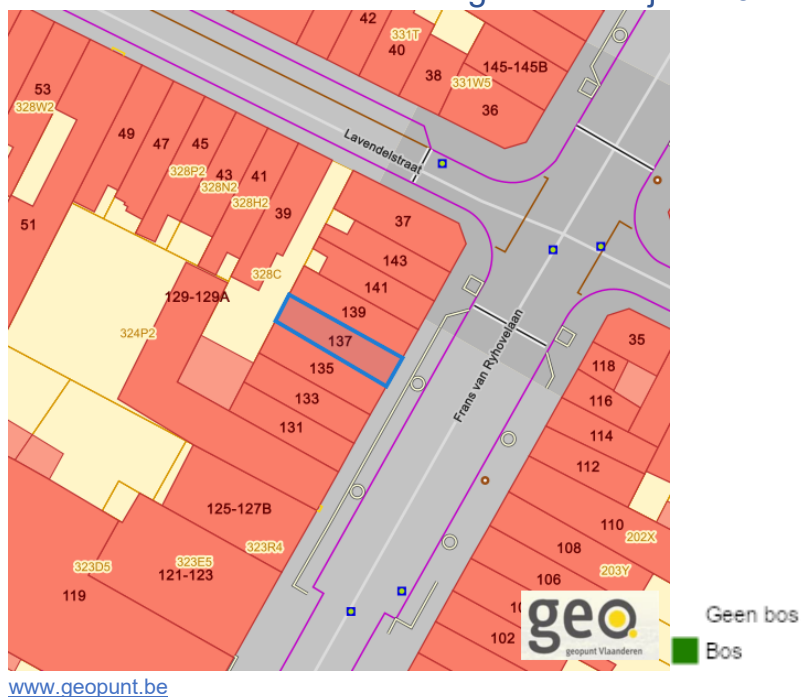 42
331T
40
38
331W5
145-145B
36
53
328W2
49
47
45
328P2
43
328N2
41
328H2
39
51
Lavendelstraat
37
143
141
139
137
135
133
131
328C
129-129A
324P2
Frans van Ryhovelaan
35
118
116
114
112
110
202X
108
203Y
106
102
125-127B
323R4
323E5
121-123
323D5
119
geo.
geopunt Vlaanderen
Geen bos
Bos
www.geopunt.be